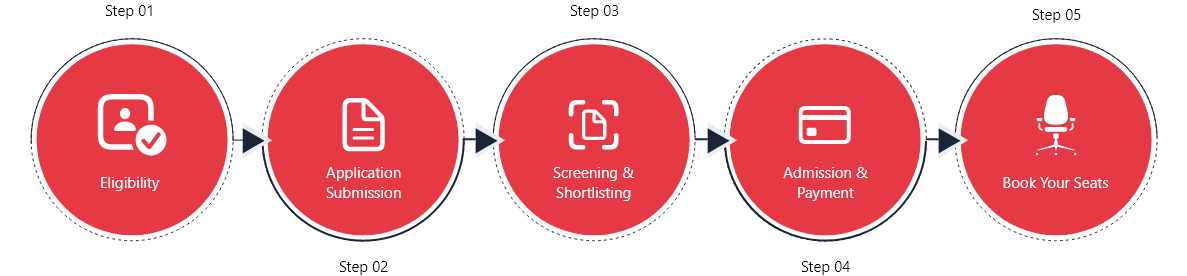 Step 01
Eligibility
Step 02
Application
Submission
Step 03
Screening &
Shortlisting
Step 04
Admission &
Payment
Step 05
Book Your Seats